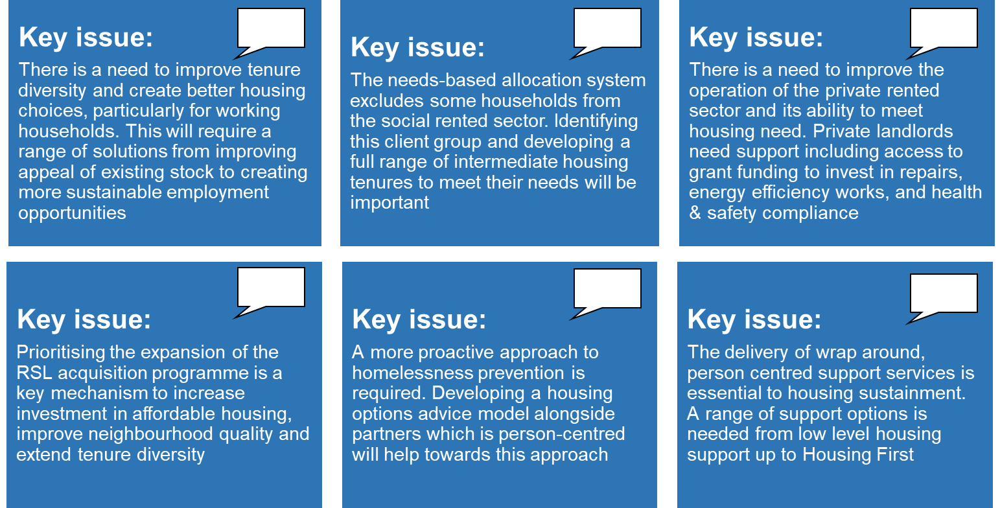 Key issue:
There is a need to improve tenure
diversity and create better housing
choices, particularly for working
households. This will require a
range of solutions from improving
appeal of existing stock to creating
more sustainable employment
opportunities
Key issue:
The needs-based allocation system
excludes some households from
the social rented sector. Identifying
this client group and developing a
full range of intermediate housing
tenures to meet their needs will be
important
Key issue:
There is a need to improve the
operation of the private rented
sector and its ability to meet
housing need. Private landlords
need support including access to
grant funding to invest in repairs,
energy efficiency works, and health
& safety compliance
Key issue:
Prioritising the expansion of the
RSL acquisition programme is a
key mechanism to increase
investment in affordable housing,
improve neighbourhood quality and
extend tenure diversity
Key issue:
A more proactive approach to
homelessness prevention is
required. Developing a housing
options advice model alongside
partners which is person-centred
will help towards this approach
Key issue:
The delivery of wrap around,
person centred support services is
essential to housing sustainment.
A range of support options is
needed from low level housing
support up to Housing First